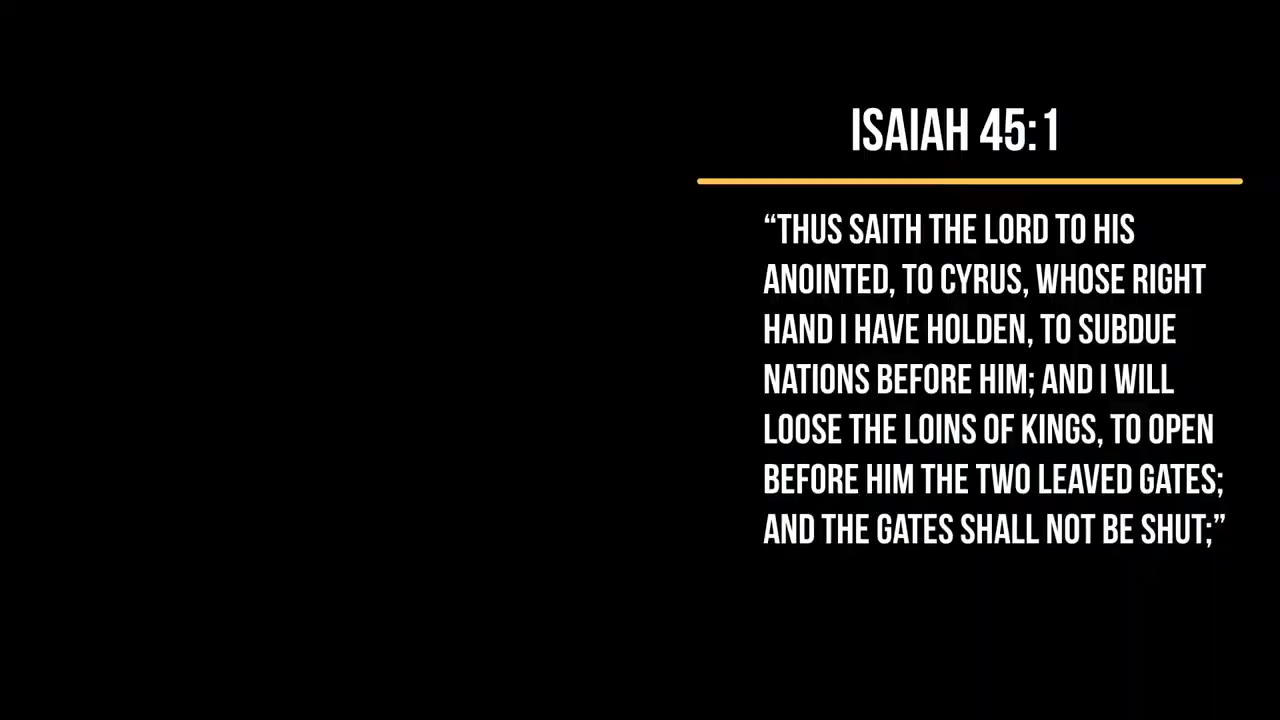 ISAIAH 45:1
“THUS SAITH THE LORD TO HIS
ANOINTED, TO CYRUS, WHOSE RIGHT
HAND I HAVE HOLDEN, TO SUBDUE
NATIONS BEFORE HIM; AND I WILL
LOOSE THE LOINS OF KINGS, TO OPEN
BEFORE HIM THE TWO LEAVED GATES;
AND THE GATES SHALL NOT BE SHUT;”